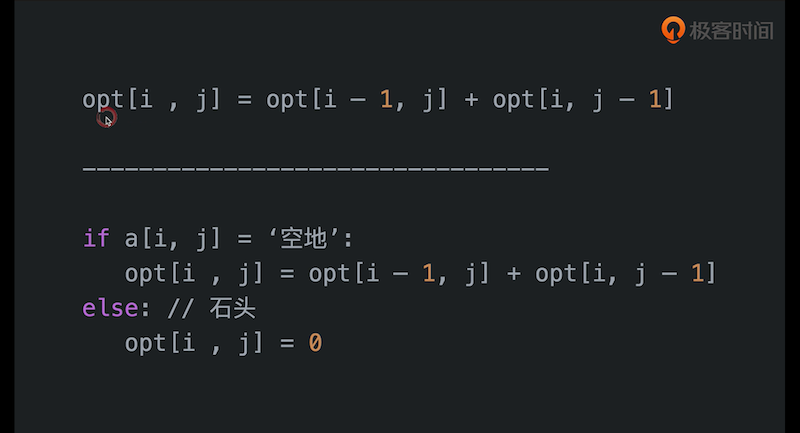 极客时间
opt[i , j] = opt[i – 1, j] + opt[i, j – 1]
—————————————————————————————————
if a[i, j] = ‘空地’:
opt[i , j] = opt[i – 1, j] + opt[i, j – 1]
else: // 石头
opt[i , j] = 0